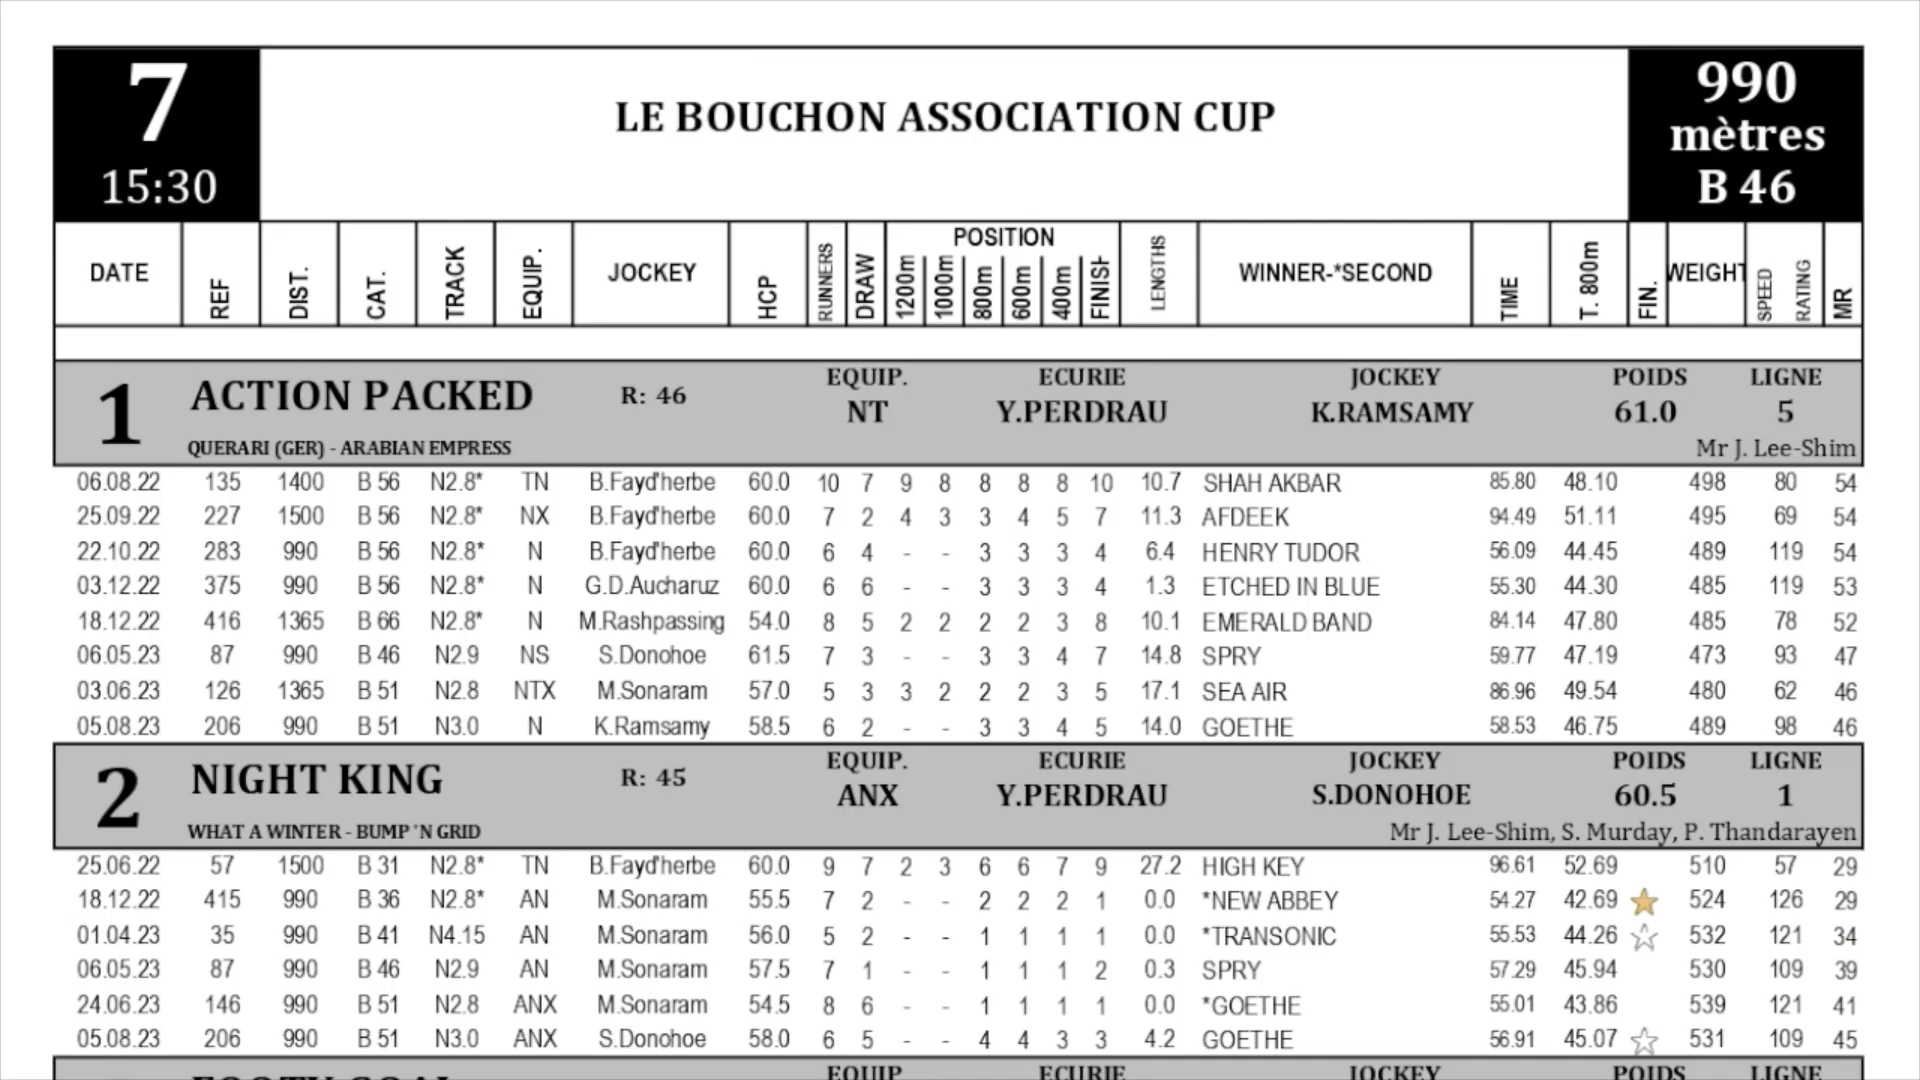 7
15:30
LE BOUCHON ASSOCIATION CUP
990
mètres
B 46
DATE REF DIST. CAT. TRACK EQUIP. JOCKEY HCP RUNNERS DRAW POSITION 1200m 1000m 800m 600m 400m FINISH LENGTHS WINNER-*SECOND TIME T. 800m FIN. WEIGHT SPEED RATING MR
1 ACTION PACKED R: 46 EQUIP. ECURIE JOCKEY POIDS LIGNE
NT Y.PERDRAU K.RAMSAMY 61.0 5
QUERARI (GER) - ARABIAN EMPRESS Mr J. Lee-Shim
06.08.22 135 1400 B 56 N2.8* TN B.Fayd'herbe 60.0 10 7 9 8 8 8 8 10 10.7 SHAH AKBAR 85.80 48.10 498 80 54
25.09.22 227 1500 B 56 N2.8* NX B.Fayd'herbe 60.0 7 2 4 3 3 4 5 7 11.3 AFDEEK 94.49 51.11 495 69 54
22.10.22 283 990 B 56 N2.8* N B.Fayd'herbe 60.0 6 4 - - 3 3 3 4 6.4 HENRY TUDOR 56.09 44.45 489 119 54
03.12.22 375 990 B 56 N2.8* N G.D.Aucharuz 60.0 6 6 - - 3 3 3 4 1.3 ETCHED IN BLUE 55.30 44.30 485 119 53
18.12.22 416 1365 B 66 N2.8* N M.Rashpassing 54.0 8 5 2 2 2 2 3 8 10.1 EMERALD BAND 84.14 47.80 485 78 52
06.05.23 87 990 B 46 N2.9 NS S.Donohoe 61.5 7 3 - - 3 3 4 7 14.8 SPRY 59.77 47.19 473 93 47
03.06.23 126 1365 B 51 N2.8 NTX M.Sonaram 57.0 5 3 3 2 2 2 3 5 17.1 SEA AIR 86.96 49.54 480 62 46
05.08.23 206 990 B 51 N3.0 N K.Ramsamy 58.5 6 2 - - 3 3 4 5 14.0 GOETHE 58.53 46.75 489 98 46
2 NIGHT KING R: 45 EQUIP. ECURIE JOCKEY POIDS LIGNE
ANX Y.PERDRAU S.DONOHOE 60.5 1
WHAT A WINTER - BUMP 'N GRID Mr J. Lee-Shim, S. Murday, P. Thandarayen
25.06.22 57 1500 B 31 N2.8* TN B.Fayd'herbe 60.0 9 7 2 3 6 6 7 9 27.2 HIGH KEY 96.61 52.69 510 57 29
18.12.22 415 990 B 36 N2.8* AN M.Sonaram 55.5 7 2 - - 2 2 2 1 0.0 *NEW ABBEY 54.27 42.69 524 126 29
01.04.23 35 990 B 41 N4.15 AN M.Sonaram 56.0 5 2 - - 1 1 1 1 0.0 *TRANSONIC 55.53 44.26 532 121 34
06.05.23 87 990 B 46 N2.9 AN M.Sonaram 57.5 7 1 - - 1 1 1 2 0.3 SPRY 57.29 45.94 530 109 39
24.06.23 146 990 B 51 N2.8 ANX M.Sonaram 54.5 8 6 - - 1 1 1 1 0.0 *GOETHE 55.01 43.86 539 121 41
05.08.23 206 990 B 51 N3.0 ANX S.Donohoe 58.0 6 5 - - 4 4 3 3 4.2 GOETHE 56.91 45.07 531 109 45
EQUIP ECURIE JOCKEY POIDS LIGNE